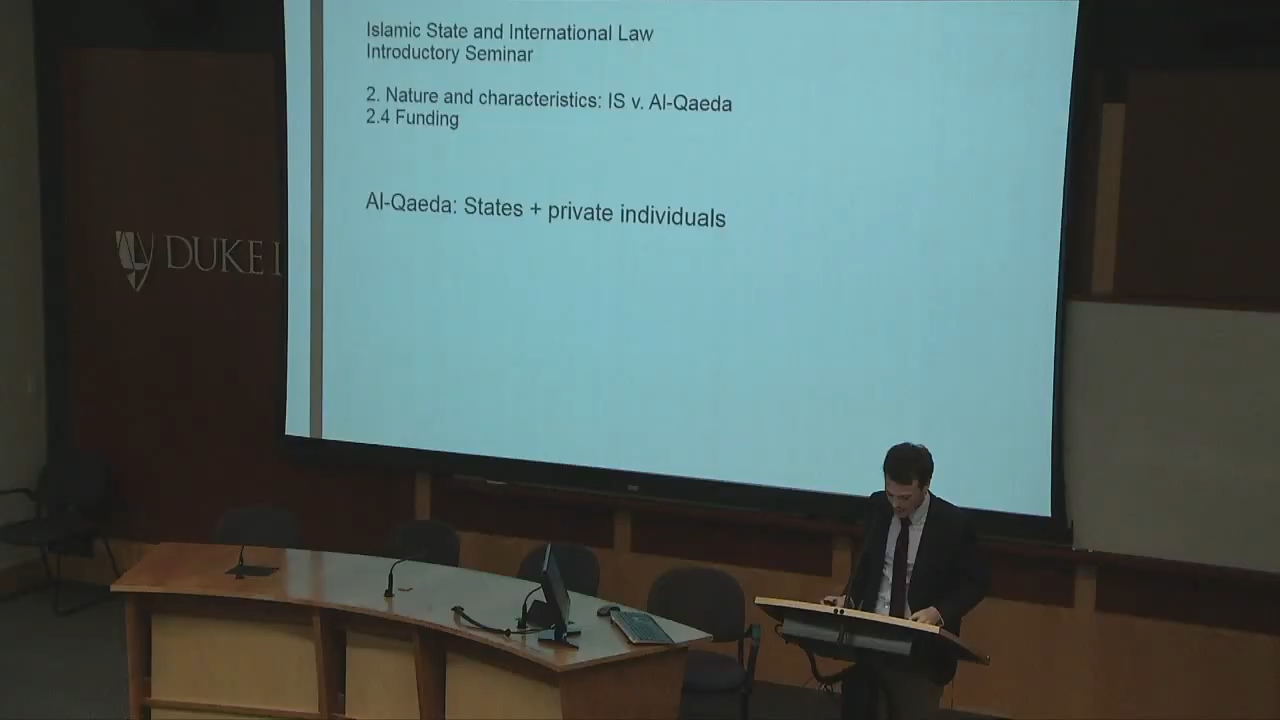 Islamic State and International Law
Introductory Seminar
2. Nature and characteristics: IS v. Al-Qaeda
2.4 Funding
Al-Qaeda: States + private individuals
DUKE